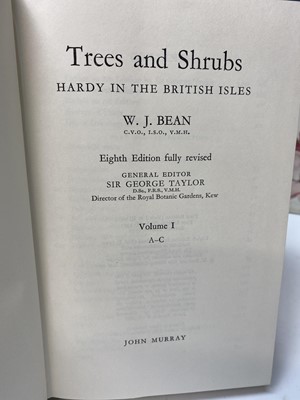 Trees and Shrubs
HARDY IN THE BRITISH ISLES
W. J. BEAN
C.V.O., I.S.O., V.M.H.
Eighth Edition fully revised
GENERAL EDITOR
SIR GEORGE TAYLOR
D.Sc., F.R.S., V.M.H.
Director of the Royal Botanic Gardens, Kew
Volume I
A–C
JOHN MURRAY